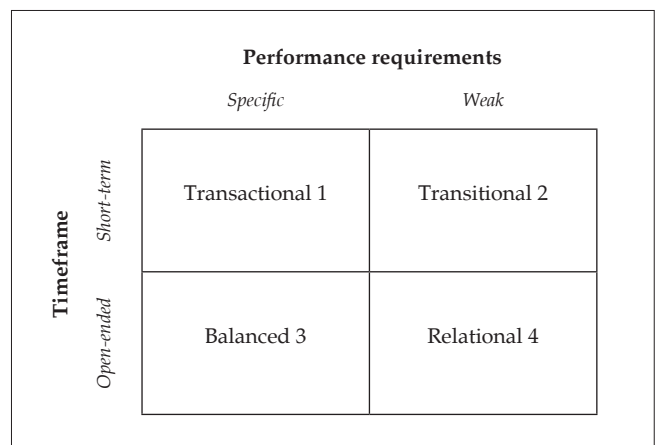 Performance requirements
Specific Weak
Timeframe
Short-term
Transactional 1 Transitional 2
Open-ended
Balanced 3 Relational 4